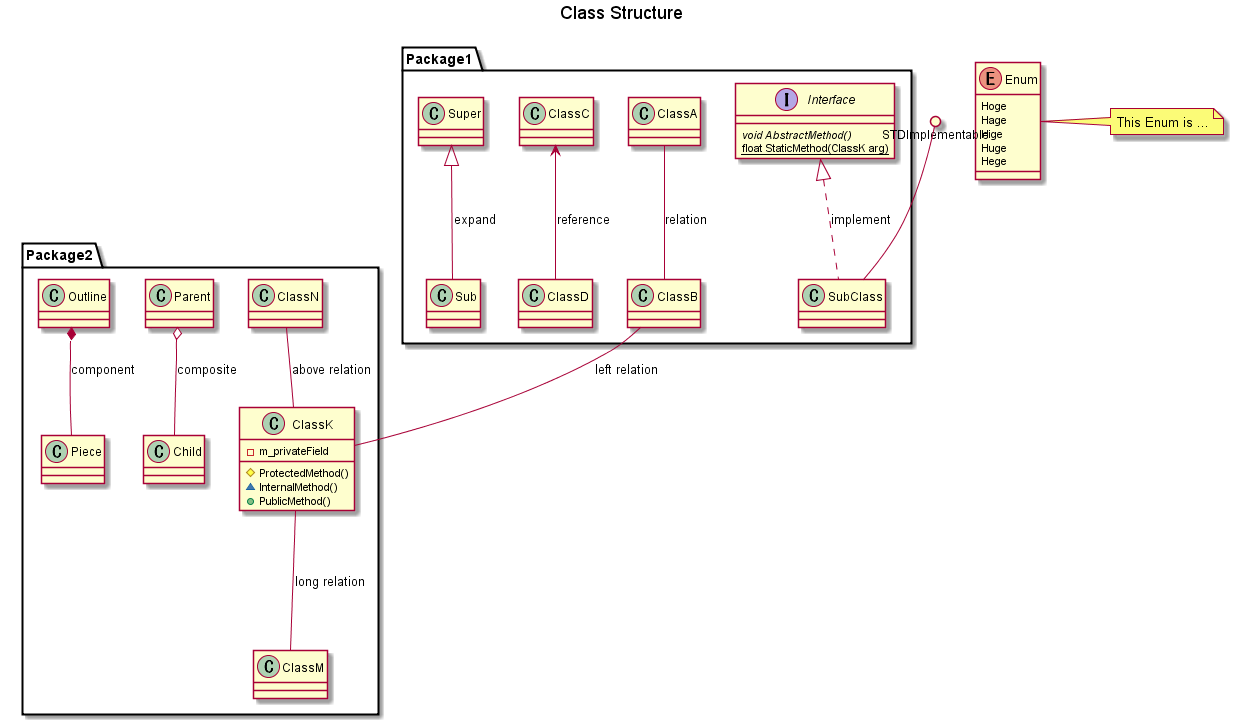 Class Structure
Package1
C Super
C ClassC
C ClassA
I Interface
void AbstractMethod()
float StaticMethod(ClassK arg)
STDImplementable
E Enum
Hoge
Hage
Hige
Huge
Hege
This Enum is ...
expand
reference
relation
implement
C Sub
C ClassD
C ClassB
C SubClass
Package2
C Outline
C Parent
C ClassN
component
composite
above relation
left relation
C Piece
C Child
C ClassK
m_privateField
ProtectedMethod()
InternalMethod()
PublicMethod()
long relation
C ClassM